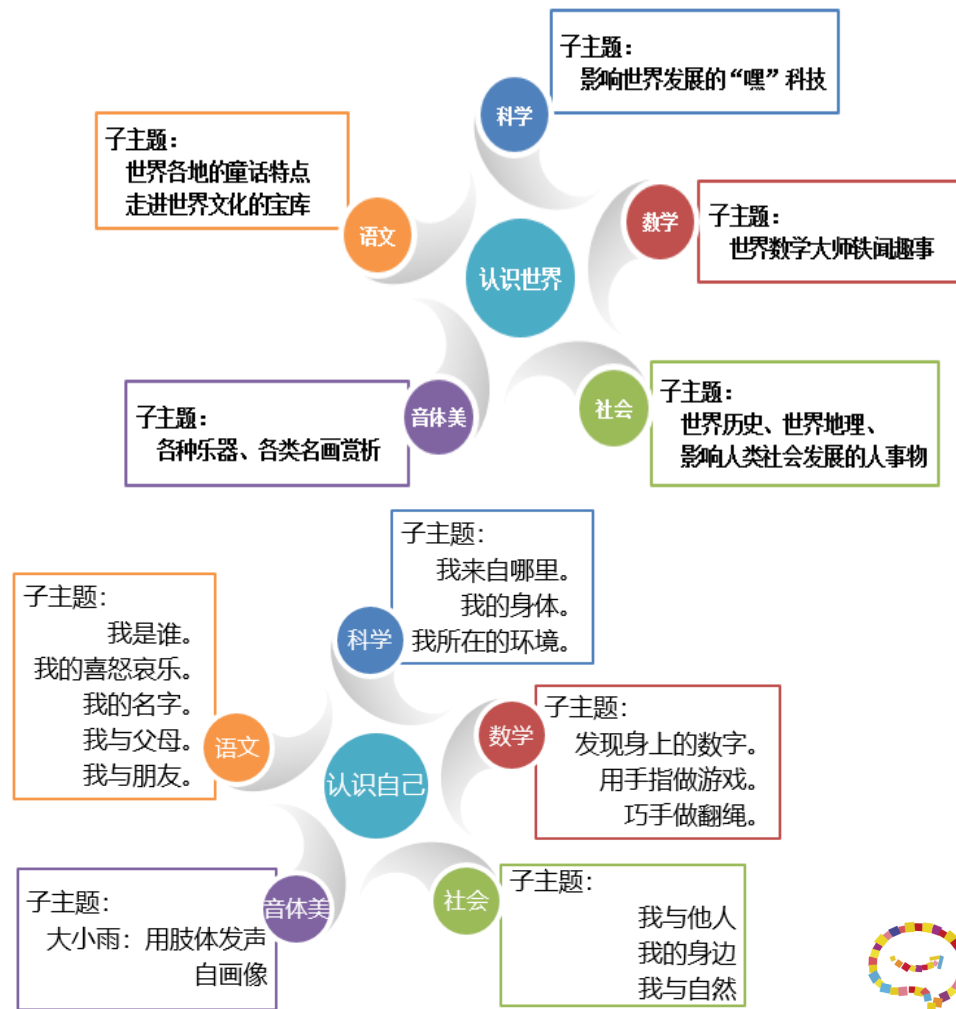 子主题：
影响世界发展的“嘿”科技
科学
子主题：
世界各地的童话特点
走进世界文化的宝库
语文
数学
子主题：
世界数学大师轶闻趣事
认识世界
子主题：
各种乐器、各类名画赏析
音体美
社会
子主题：
世界历史、世界地理、
影响人类社会发展的人事物
子主题：
我来自哪里。
我的身体。
我所在的环境。
科学
子主题：
我是谁。
我的喜怒哀乐。
我的名字。
我与父母。
我与朋友。
语文
数学
子主题：
发现身上的数字。
用手指做游戏。
巧手做翻绳。
认识自己
子主题：
大小雨：用肢体发声
自画像
音体美
社会
子主题：
我与他人
我的身边
我与自然